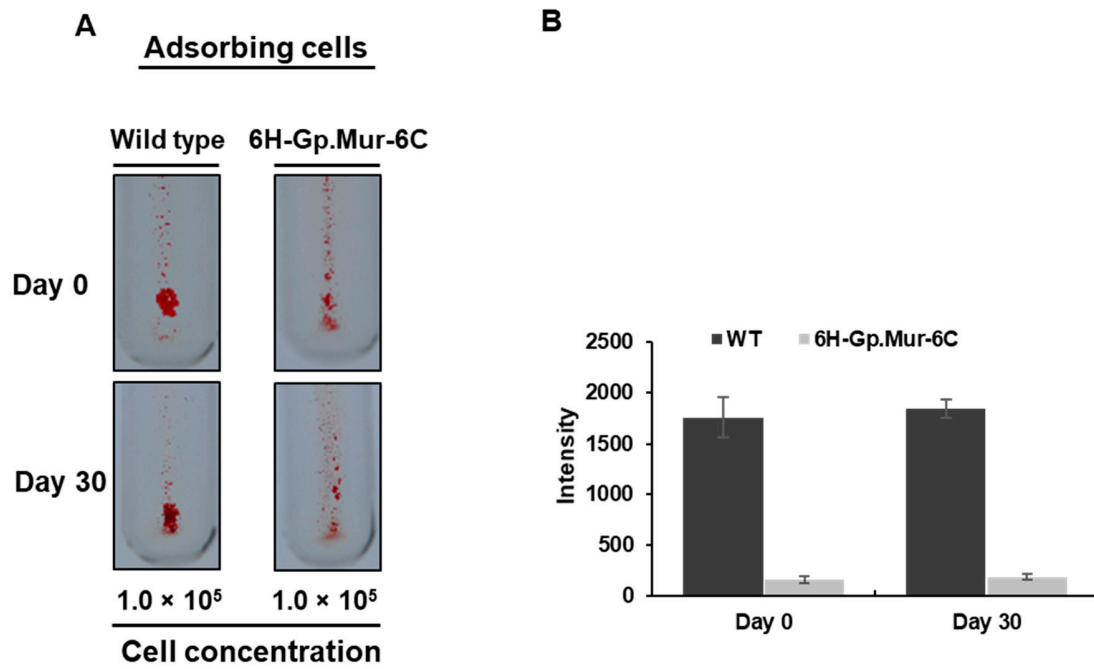 A
Adsorbing cells
Wild type 6H-Gp.Mur-6C
Day 0
Day 30
1.0 × 10⁵ 1.0 × 10⁵
Cell concentration
B
WT 6H-Gp.Mur-6C
2500
2000
1500
1000
500
0
Intensity
Day 0 Day 30